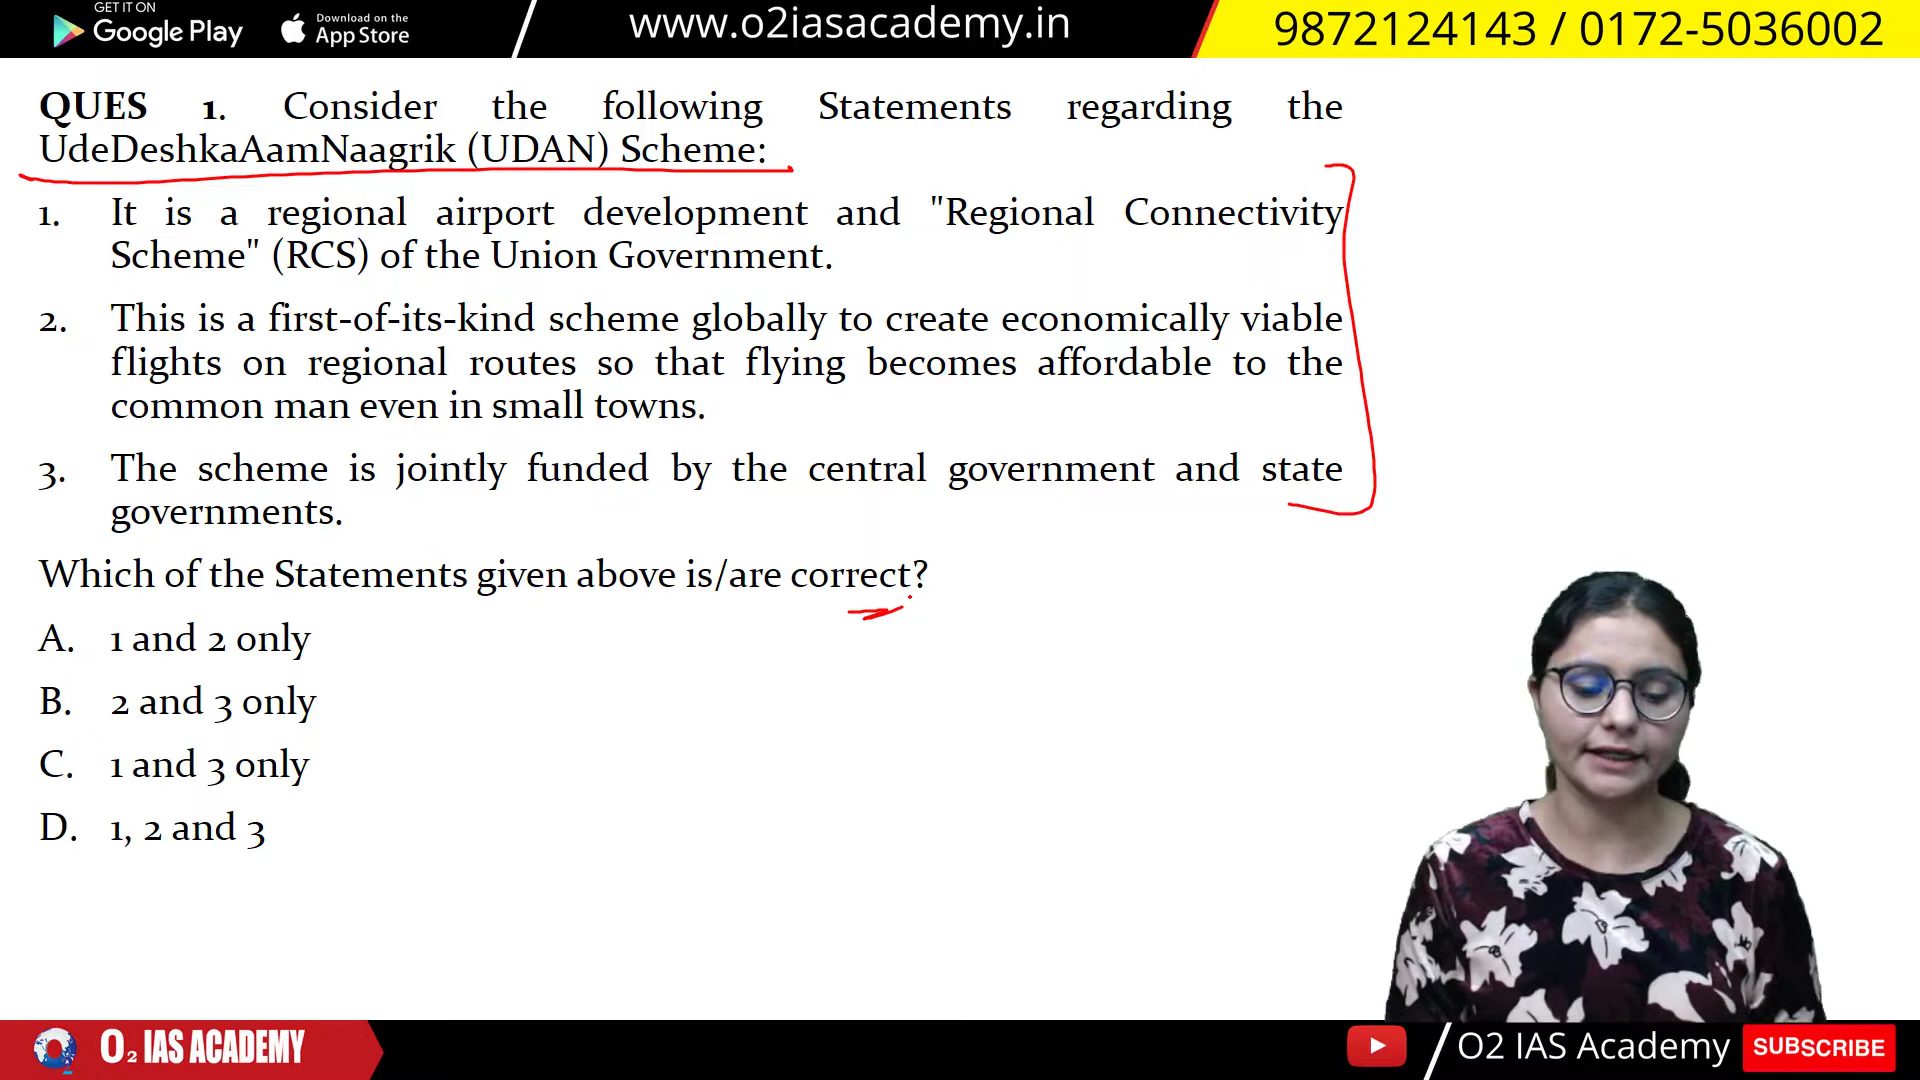 GET IT ON
Google Play
Download on the
App Store
www.o2iasacademy.in
9872124143 / 0172-5036002
QUES 1. Consider the following Statements regarding the
UdeDeshkaAamNaagrik (UDAN) Scheme:
1. It is a regional airport development and "Regional Connectivity
Scheme" (RCS) of the Union Government.
2. This is a first-of-its-kind scheme globally to create economically viable
flights on regional routes so that flying becomes affordable to the
common man even in small towns.
3. The scheme is jointly funded by the central government and state
governments.
Which of the Statements given above is/are correct?
A. 1 and 2 only
B. 2 and 3 only
C. 1 and 3 only
D. 1, 2 and 3
O2 IAS ACADEMY
O2 IAS Academy
SUBSCRIBE